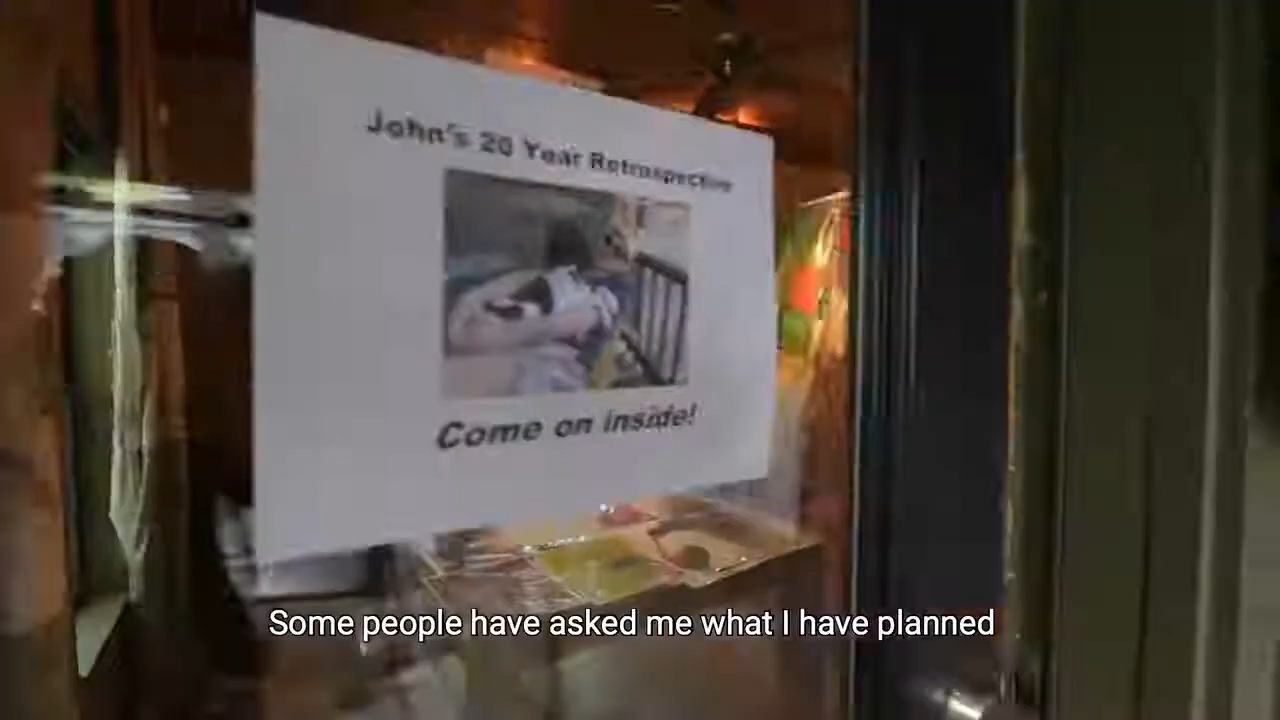 John's 20 Year Retrospective
Come on inside!
Some people have asked me what I have planned